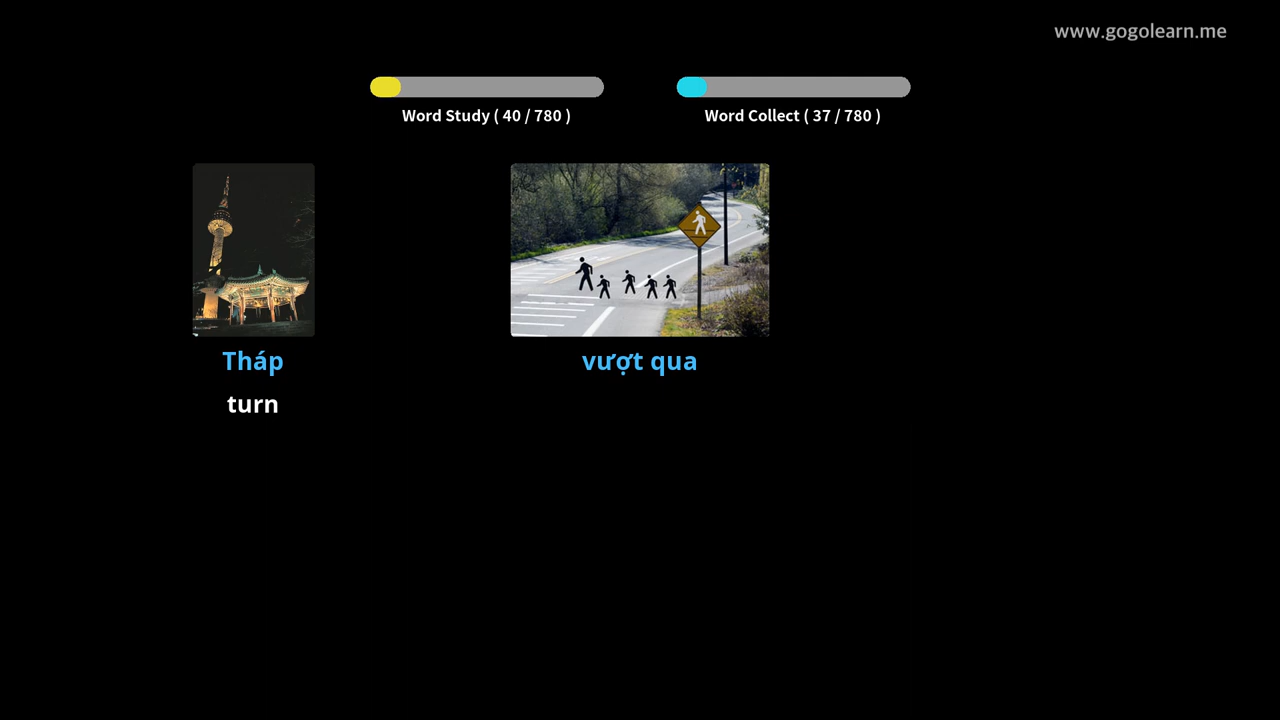 www.gogolearn.me
Word Study ( 40 / 780 )
Word Collect ( 37 / 780 )
Tháp
turn
vượt qua